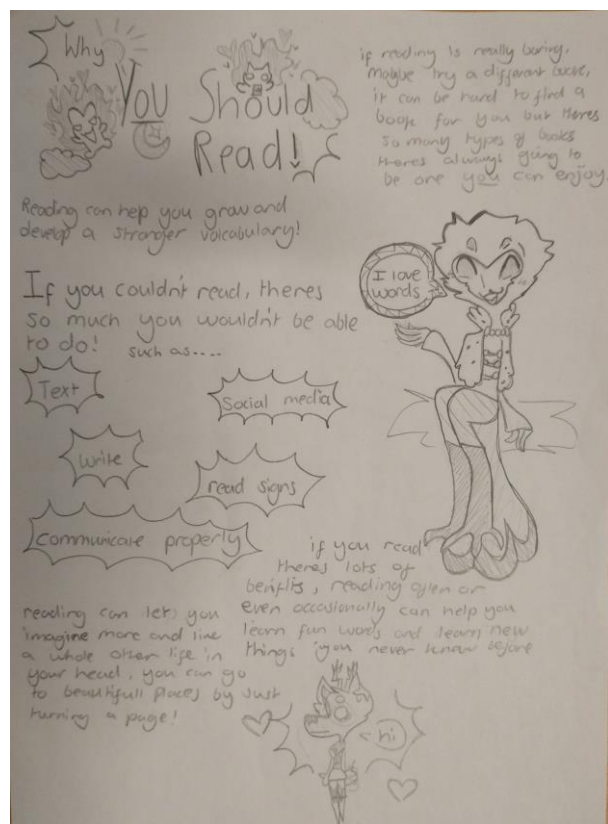 Why
You Should
Read!
if reading is really boring,
maybe try a different book,
it can be hard to find a
book for you but theres
so many types of books
theres always going to
be one you can enjoy.
Reading can help you grow and
develop a stronger voicabulary!
I love
words
If you couldn't read, theres
so much you wouldn't be able
to do! such as....
Text
Social media
write
read signs
communicate properly
if you read
theres lots of
benifits, reading often or
even occasionally can help you
learn fun words and learn new
things you never knew before
reading can let you
imagine more and live
a whole other life in
your head, you can go
to beautifull places by just
turning a page!
hi